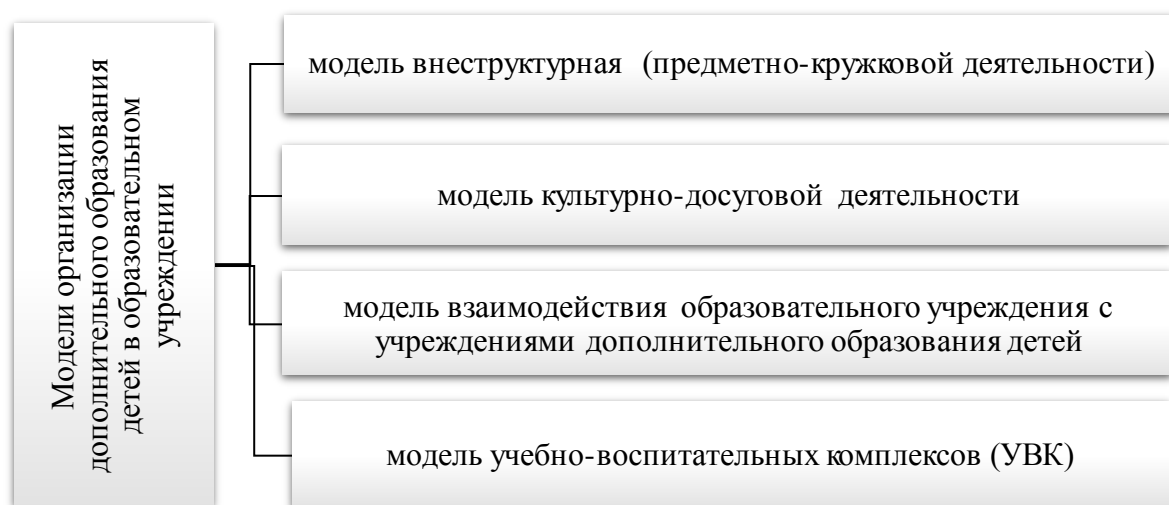 Модели организации
дополнительного образования
детей в образовательном
учреждении
модель внеструктурная (предметно-кружковой деятельности)
модель культурно-досуговой деятельности
модель взаимодействия образовательного учреждения с
учреждениями дополнительного образования детей
модель учебно-воспитательных комплексов (УВК)